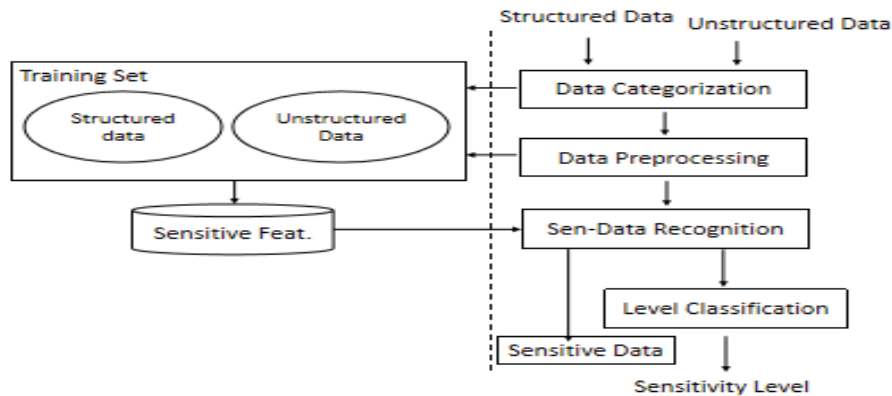 Structured Data
Unstructured Data
Training Set
Structured
data
Unstructured
Data
Data Categorization
Data Preprocessing
Sensitive Feat.
Sen-Data Recognition
Level Classification
Sensitive Data
Sensitivity Level